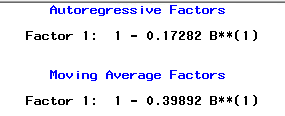 Autoregressive Factors
Factor 1:  1 - 0.17282 B**(1)
Moving Average Factors
Factor 1:  1 - 0.39892 B**(1)